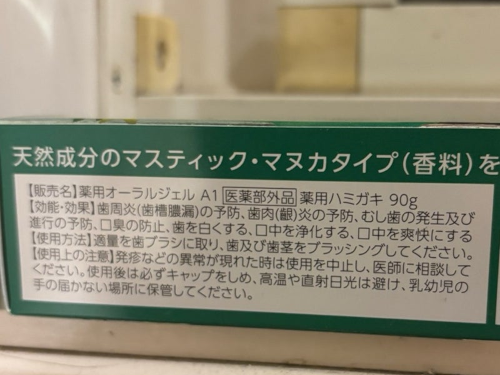 天然成分のマスティック・マヌカタイプ(香料)を
【販売名】薬用オーラルジェル A1 医薬部外品 薬用ハミガキ 90g
【効能・効果】歯周炎(歯槽膿漏)の予防、歯肉(齦)炎の予防、むし歯の発生及び
進行の予防、口臭の防止、歯を白くする、口中を浄化する、口中を爽快にする
【使用方法】適量を歯ブラシに取り、歯及び歯茎をブラッシングしてください。
【使用上の注意】発疹などの異常が現れた時は使用を中止し、医師に相談して
ください。使用後は必ずキャップをしめ、高温や直射日光は避け、乳幼児の
手の届かない場所に保管してください。